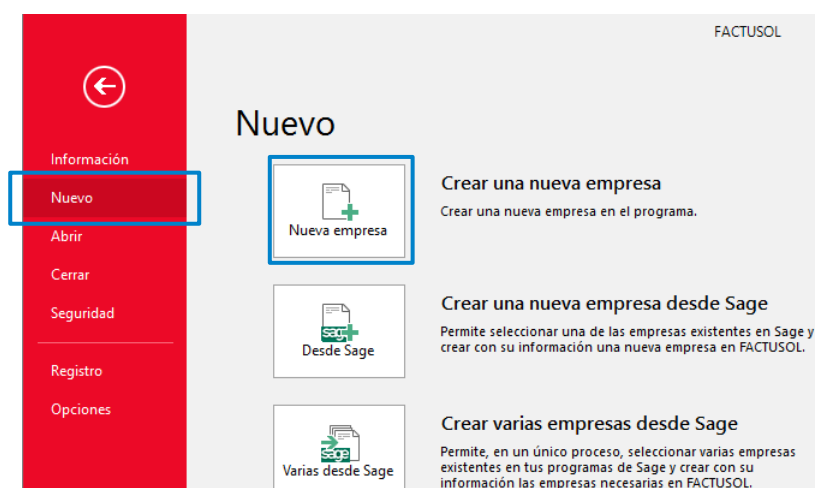 FACTUSOL
Nuevo
Información
Nuevo
Abrir
Cerrar
Seguridad
Registro
Opciones
Nueva empresa
Crear una nueva empresa
Crear una nueva empresa en el programa.
sage
Desde Sage
Crear una nueva empresa desde Sage
Permite seleccionar una de las empresas existentes en Sage y
crear con su información una nueva empresa en FACTUSOL.
sage
Varias desde Sage
Crear varias empresas desde Sage
Permite, en un único proceso, seleccionar varias empresas
existentes en tus programas de Sage y crear con su
información las empresas necesarias en FACTUSOL.